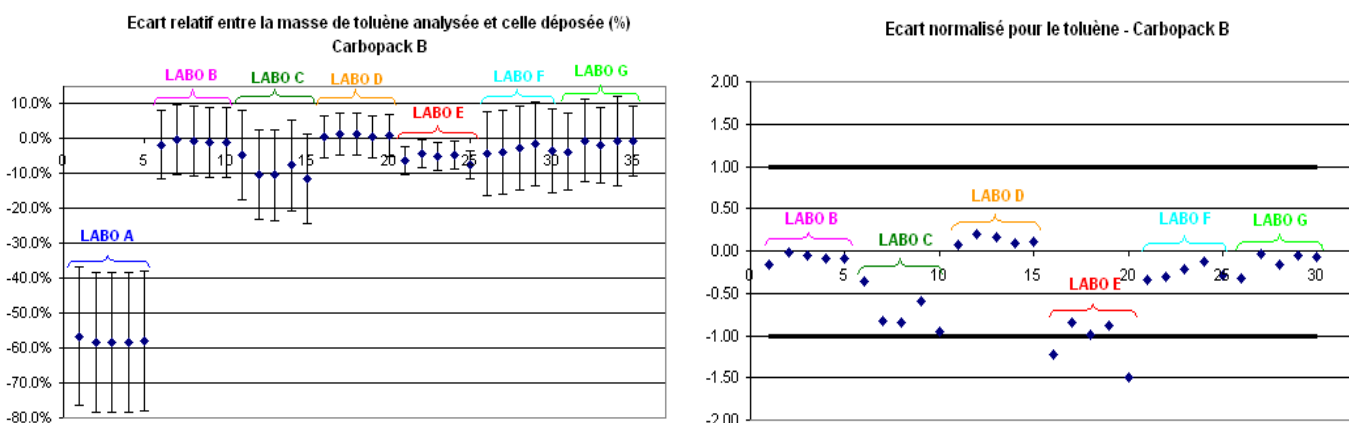 Ecart relatif entre la masse de toluène analysée et celle déposée (%)
Carbopack B
LABO B
LABO C
LABO D
LABO F
LABO G
LABO E
LABO A
10.0%
0.0%
-10.0%
-20.0%
-30.0%
-40.0%
-50.0%
-60.0%
-70.0%
-80.0%
0
5
10
15
20
25
30
35
Ecart normalisé pour le toluène - Carbopack B
2.00
1.50
1.00
0.50
0.00
-0.50
-1.00
-1.50
-2.00
LABO B
LABO C
LABO D
LABO E
LABO F
LABO G
0
5
10
15
20
25
30